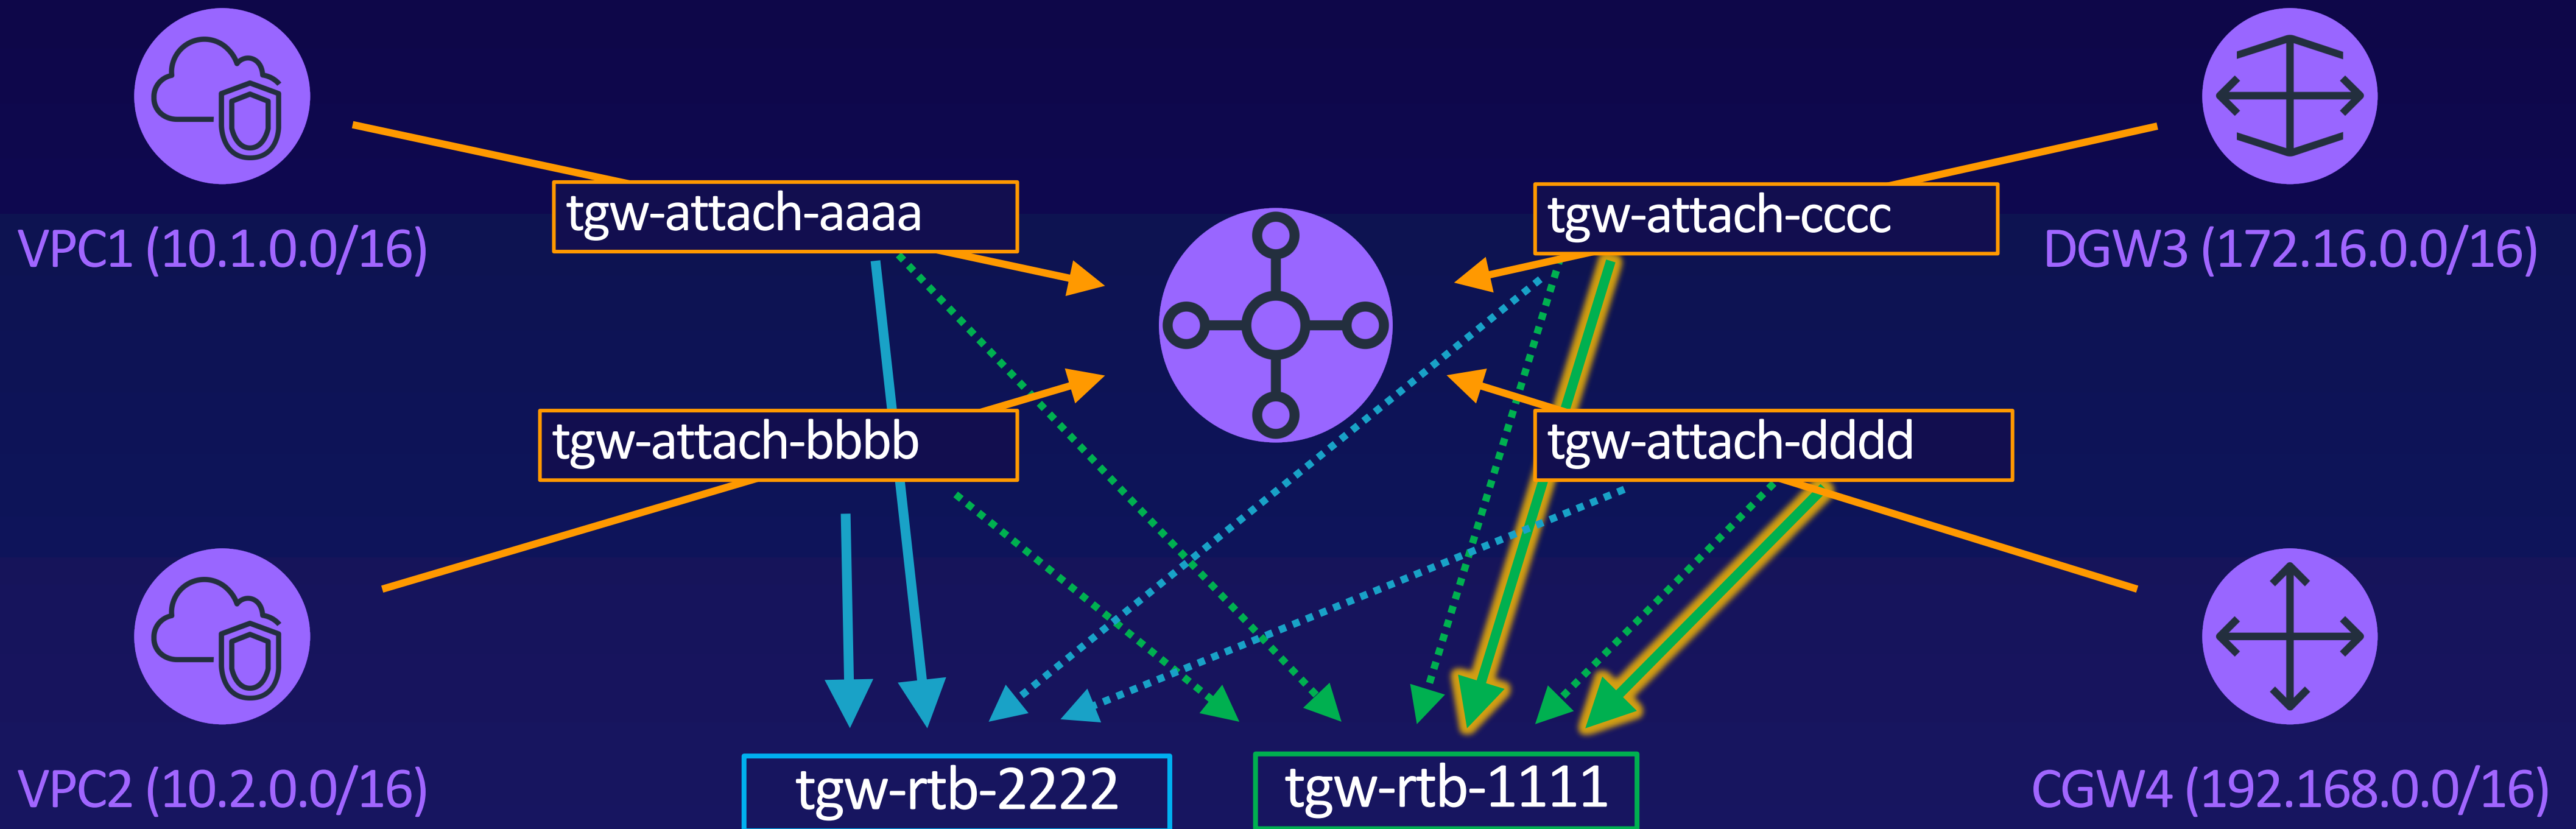 tgw-attach-aaaa
tgw-attach-cccc
VPC1 (10.1.0.0/16)
DGW3 (172.16.0.0/16)
tgw-attach-bbbb
tgw-attach-dddd
VPC2 (10.2.0.0/16)
tgw-rtb-2222
tgw-rtb-1111
CGW4 (192.168.0.0/16)